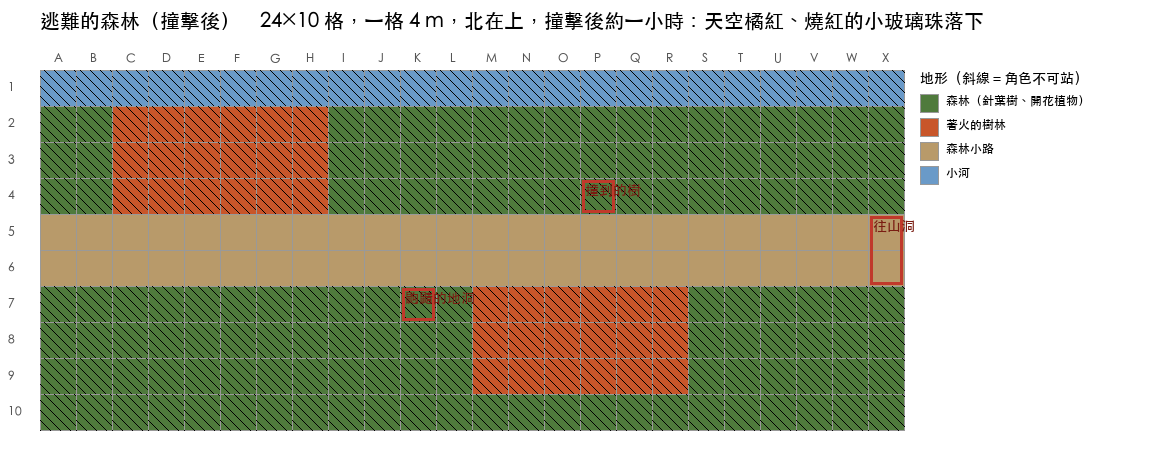 逃難的森林（撞擊後）　24×10 格，一格 4 m，北在上，撞擊後約一小時：天空橘紅、燒紅的小玻璃珠落下
A B C D E F G H I J K L M N O P Q R S T U V W X
地形（斜線＝角色不可站）
森林（針葉樹、開花植物）
著火的樹林
森林小路
小河
1
2
3
4
的樹
5
往山洞
6
7
的地洞
8
9
10